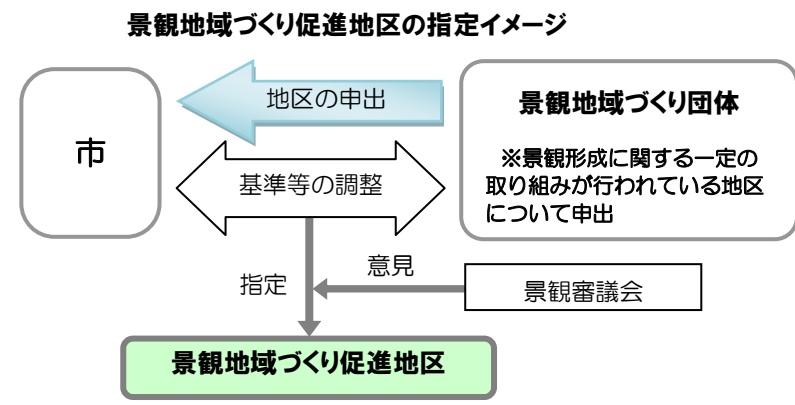 景観地域づくり促進地区の指定イメージ
市
地区の申出
基準等の調整
景観地域づくり団体
※景観形成に関する一定の
取り組みが行われている地区
について申出
指定
意見
景観審議会
景観地域づくり促進地区